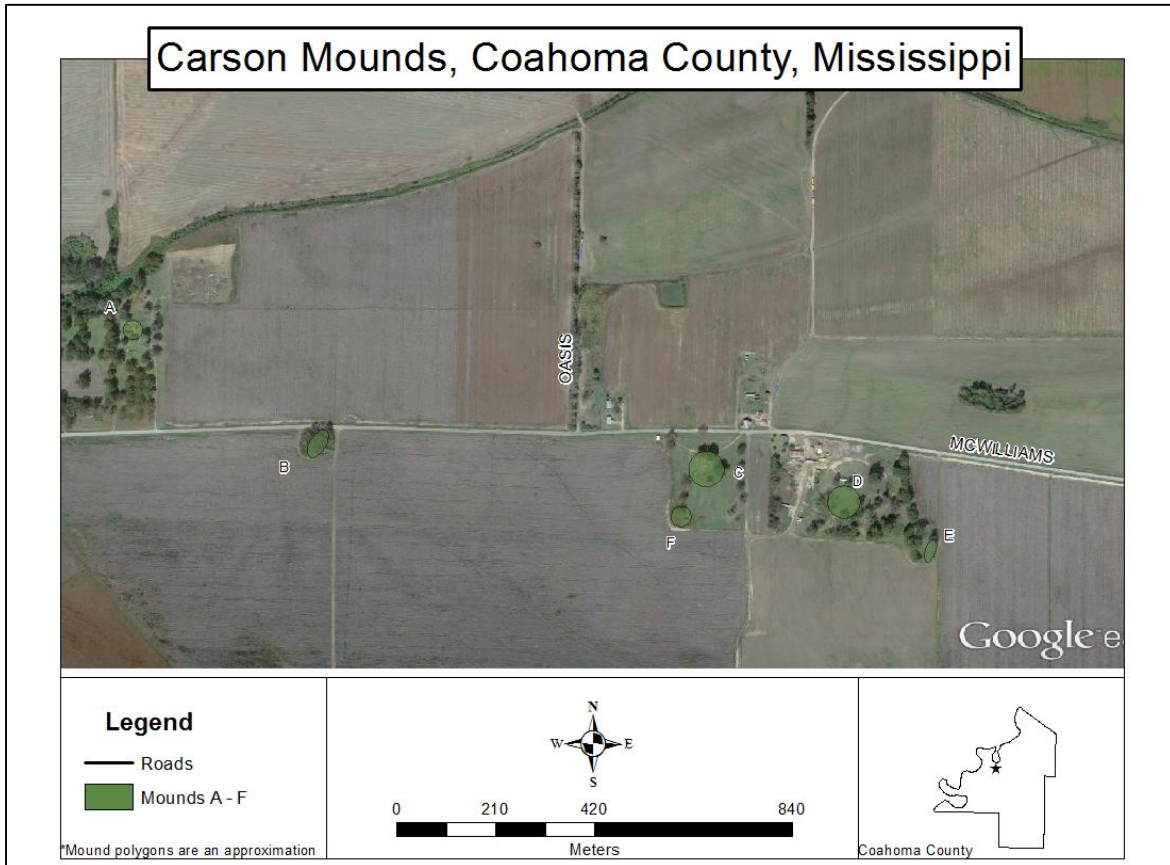 Carson Mounds, Coahoma County, Mississippi
A
OASIS
B
MCWILLIAMS
C
D
F
E
Google e
Legend
Roads
Mounds A - F
*Mound polygons are an approximation
N
W E
S
0 210 420 840
Meters
Coahoma County